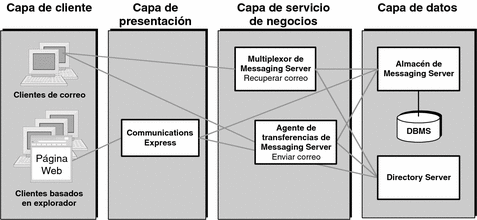 Capa de cliente
Capa de
presentación
Capa de servicio
de negocios
Capa de datos
Clientes de correo
Página
Web
Clientes basados
en explorador
Communications
Express
Multiplexor de
Messaging Server
Recuperar correo
Agente de
transferencias de
Messaging Server
Enviar correo
Almacén de
Messaging Server
DBMS
Directory Server